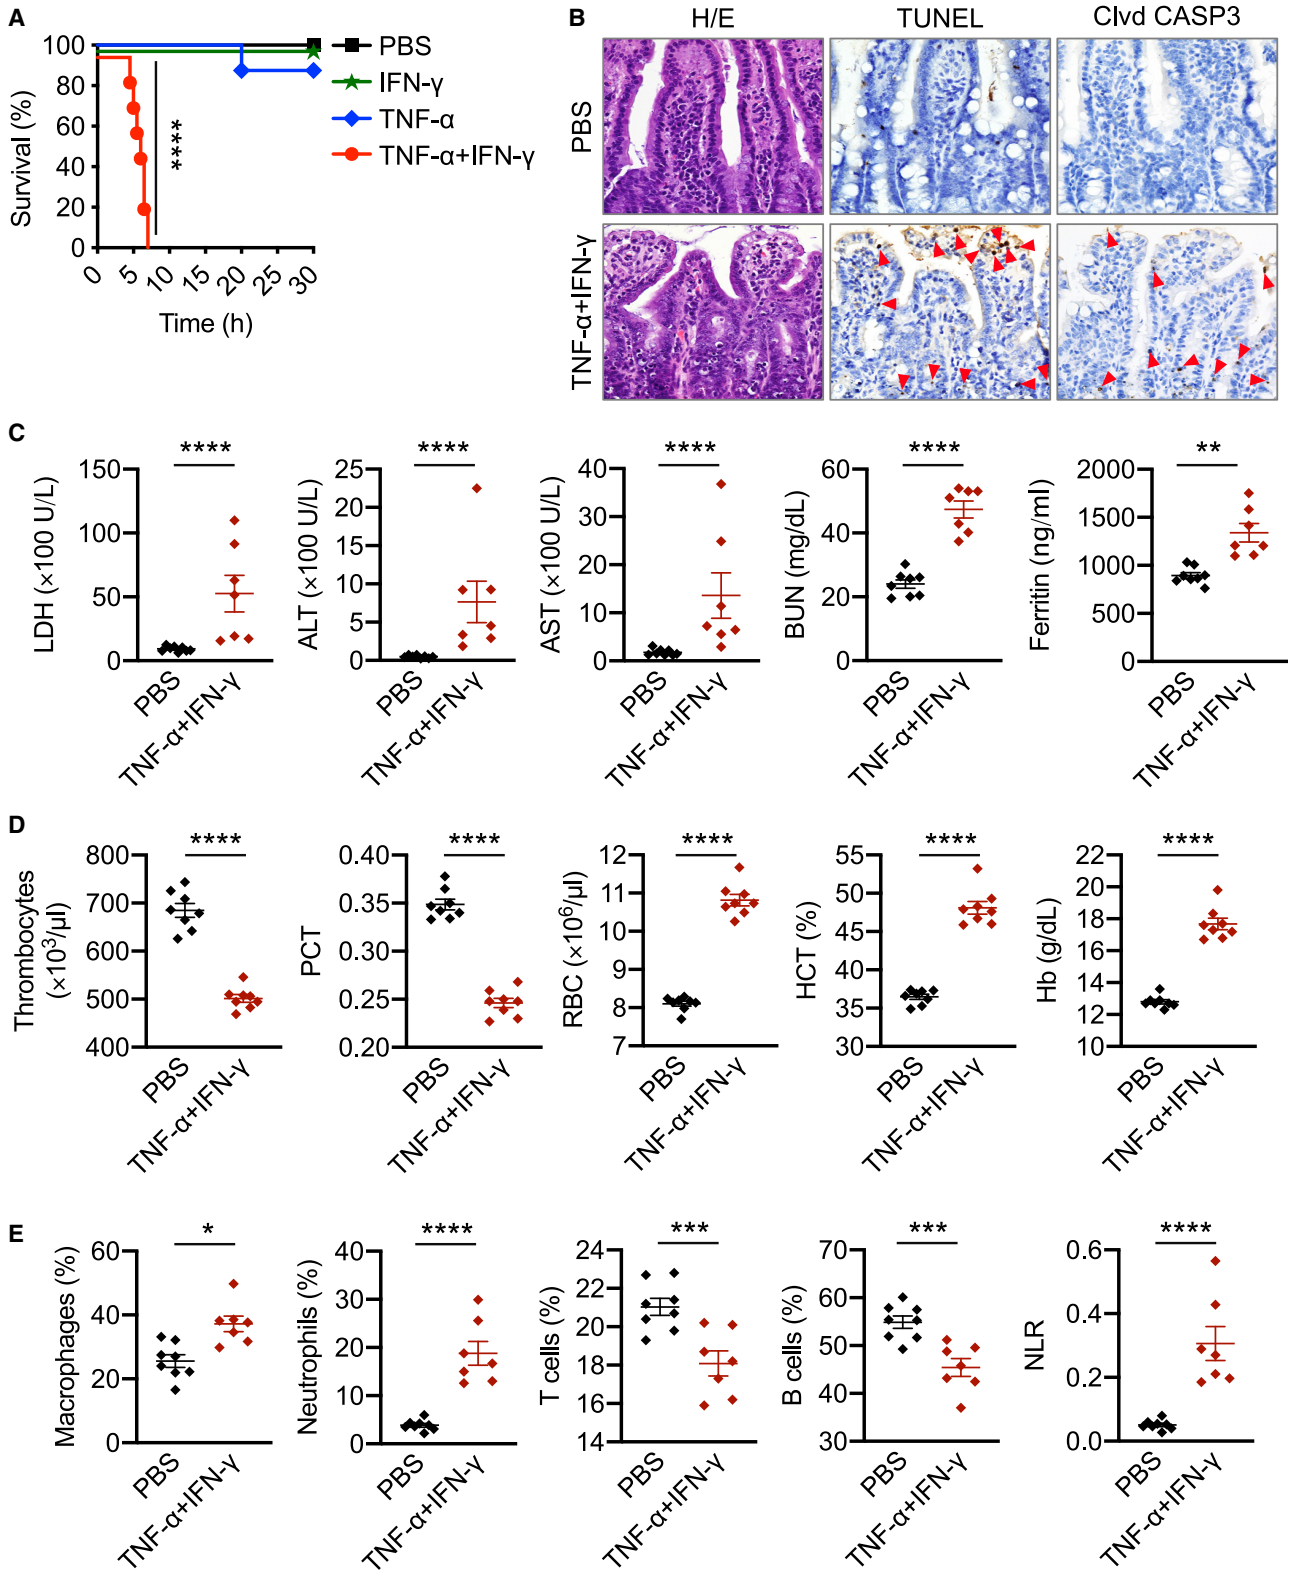 A
100
80
60
40
20
0
Survival (%)
0 5 10 15 20 25 30
Time (h)
****
PBS
IFN-γ
TNF-α
TNF-α+IFN-γ
B
H/E TUNEL Clvd CASP3
PBS
TNF-α+IFN-γ
C
****
LDH (×100 U/L)
150
100
50
0
PBS
TNF-α+IFN-γ
****
ALT (×100 U/L)
25
20
15
10
5
0
PBS
TNF-α+IFN-γ
****
AST (×100 U/L)
40
30
20
10
0
PBS
TNF-α+IFN-γ
****
BUN (mg/dL)
60
40
20
0
PBS
TNF-α+IFN-γ
**
Ferritin (ng/ml)
2000
1500
1000
500
0
PBS
TNF-α+IFN-γ
D
****
Thrombocytes
(×10³/μl)
800
700
600
500
400
PBS
TNF-α+IFN-γ
****
PCT
0.40
0.35
0.30
0.25
0.20
PBS
TNF-α+IFN-γ
****
RBC (×10⁶/μl)
12
11
10
9
8
7
PBS
TNF-α+IFN-γ
****
HCT (%)
55
50
45
40
35
30
PBS
TNF-α+IFN-γ
****
Hb (g/dL)
22
20
18
16
14
12
10
PBS
TNF-α+IFN-γ
E
*
Macrophages (%)
60
40
20
0
PBS
TNF-α+IFN-γ
****
Neutrophils (%)
40
30
20
10
0
PBS
TNF-α+IFN-γ
***
T cells (%)
24
22
20
18
16
14
PBS
TNF-α+IFN-γ
***
B cells (%)
70
60
50
40
30
PBS
TNF-α+IFN-γ
****
NLR
0.6
0.4
0.2
0.0
PBS
TNF-α+IFN-γ